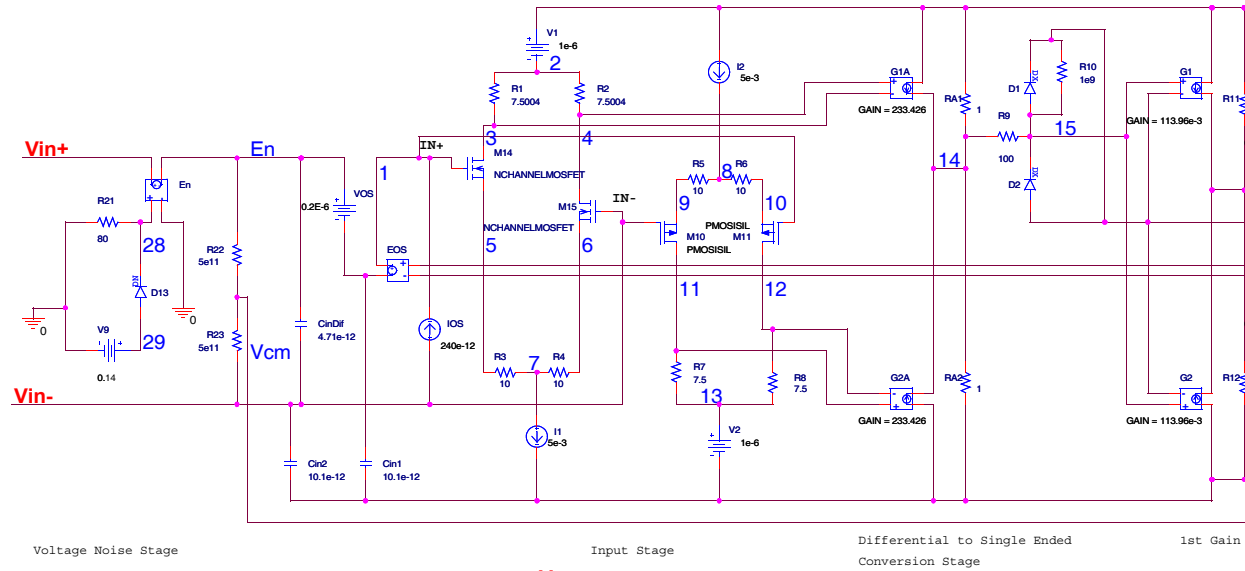 V1
1e-6
2
R1
7.5004
R2
7.5004
I2
5e-3
G1A
GAIN = 233.426
RA1
1
D1
DX
R10
1e9
G1
GAIN = 113.96e-3
R11
3
4
IN+
M14
NCHANNELMOSFET
1
R9
100
15
14
D2
DX
Vin+
En
En
R21
80
28
VOS
0.2E-6
IN-
M15
NCHANNELMOSFET
5
6
R5
10
8
R6
10
9
10
M10
PMOSISIL
PMOSISIL
M11
R22
5e11
EOS
D13
DN
0
0
V9
0.14
29
R23
5e11
Vcm
CinDif
4.71e-12
IOS
240e-12
11
12
R3
10
7
R4
10
R7
7.5
13
R8
7.5
G2A
GAIN = 233.426
RA2
1
G2
GAIN = 113.96e-3
R12
Vin-
I1
5e-3
V2
1e-6
Cin2
10.1e-12
Cin1
10.1e-12
Voltage Noise Stage
Input Stage
Differential to Single Ended
Conversion Stage
1st Gain